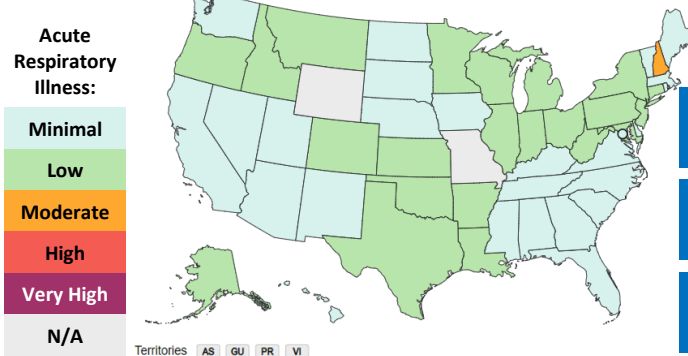 Acute
Respiratory
Illness:
Minimal
Low
Moderate
High
Very High
N/A
Territories AS GU PR VI